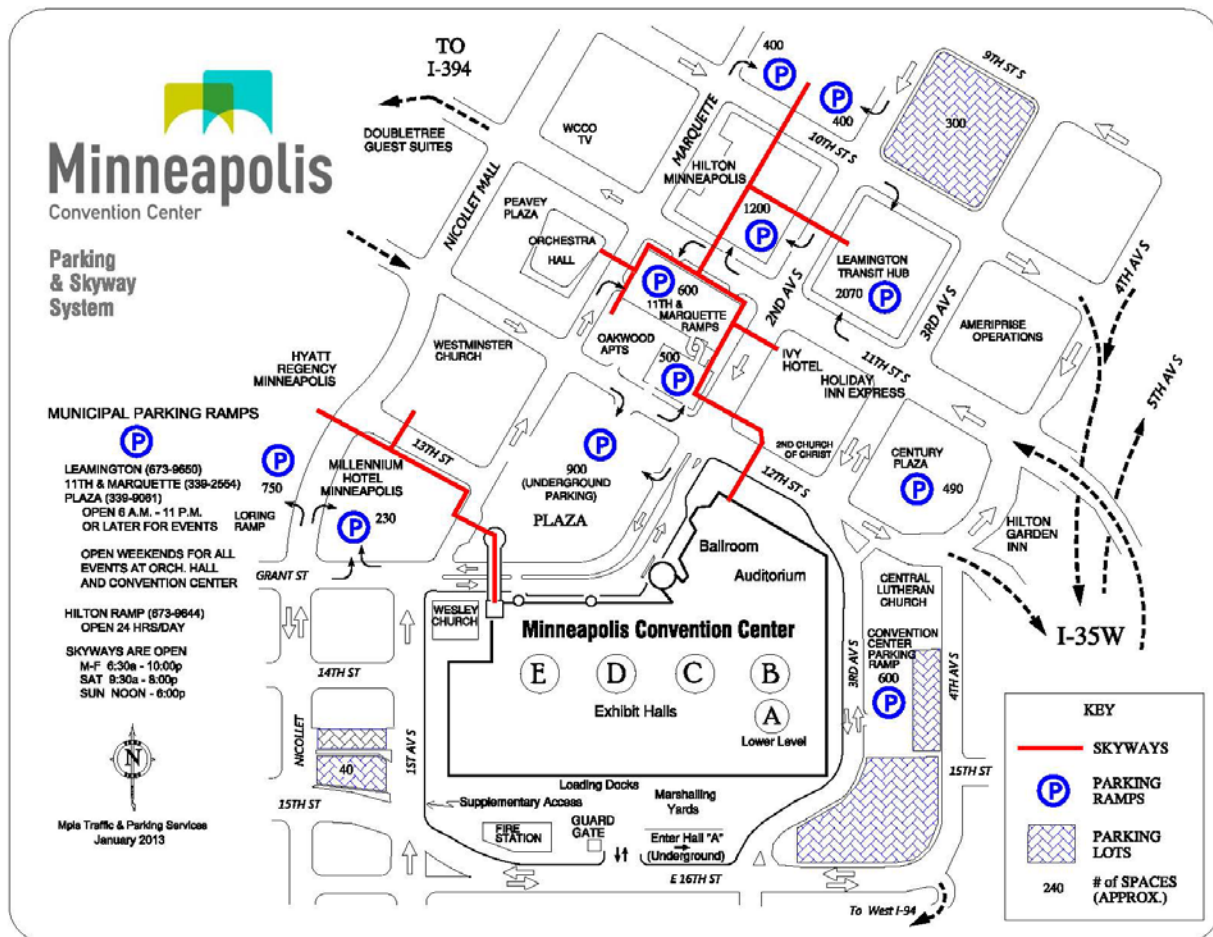 Minneapolis
Convention Center
Parking
& Skyway
System
TO
I-394
DOUBLETREE
GUEST SUITES
NICOLLET MALL
WCCO
TV
MARQUETTE
400
P
P
400
10TH ST S
9TH ST S
300
HILTON
MINNEAPOLIS
1200
P
PEAVEY
PLAZA
ORCHESTRA
HALL
P
600
11TH &
MARQUETTE
RAMPS
2ND AV S
LEAMINGTON
TRANSIT HUB
2070
P
3RD AV S
4TH AV S
5TH AV S
AMERIPRISE
OPERATIONS
WESTMINSTER
CHURCH
OAKWOOD
APTS
500
P
IVY
HOTEL
11TH ST S
HOLIDAY
INN EXPRESS
HYATT
REGENCY
MINNEAPOLIS
MUNICIPAL PARKING RAMPS
P
LEAMINGTON (673-9650)
11TH & MARQUETTE (339-2554)
PLAZA (339-9061)
OPEN 6 A.M. - 11 P.M.
OR LATER FOR EVENTS
OPEN WEEKENDS FOR ALL
EVENTS AT ORCH. HALL
AND CONVENTION CENTER
HILTON RAMP (673-9644)
OPEN 24 HRS/DAY
SKYWAYS ARE OPEN
M-F 6:30a - 10:00p
SAT 9:30a - 8:00p
SUN NOON - 6:00p
N
Mpls Traffic & Parking Services
January 2013
P
750
LORING
RAMP
13TH ST
MILLENNIUM
HOTEL
MINNEAPOLIS
P
230
P
900
(UNDERGROUND
PARKING)
PLAZA
2ND CHURCH
OF CHRIST
12TH ST S
CENTURY
PLAZA
P
490
HILTON
GARDEN
INN
GRANT ST
WESLEY
CHURCH
Ballroom
Auditorium
CENTRAL
LUTHERAN
CHURCH
I-35W
Minneapolis Convention Center
E
D
C
B
A
Exhibit Halls
Lower Level
CONVENTION
CENTER
PARKING
RAMP
600
P
3RD AV S
4TH AV S
14TH ST
NICOLLET
1ST AV S
40
15TH ST
15TH ST
Loading Docks
Supplementary Access
Marshalling
Yards
FIRE
STATION
GUARD
GATE
Enter Hall "A"
(Underground)
E 16TH ST
To West I-94
KEY
SKYWAYS
P
PARKING
RAMPS
PARKING
LOTS
240
# of SPACES
(APPROX.)